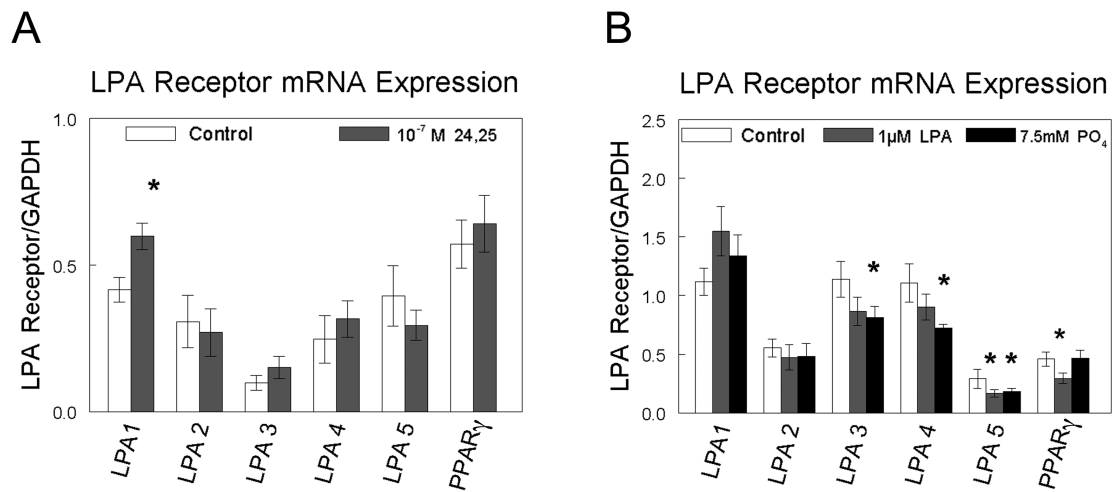 A
LPA Receptor mRNA Expression
LPA Receptor/GAPDH
1.0
0.5
0.0
Control
10⁻⁷ M 24,25
*
LPA1
LPA 2
LPA 3
LPA 4
LPA 5
PPARγ
B
LPA Receptor mRNA Expression
LPA Receptor/GAPDH
2.5
2.0
1.5
1.0
0.5
0.0
Control
1µM LPA
7.5mM PO₄
*
*
* *
*
LPA1
LPA 2
LPA 3
LPA 4
LPA 5
PPARγ